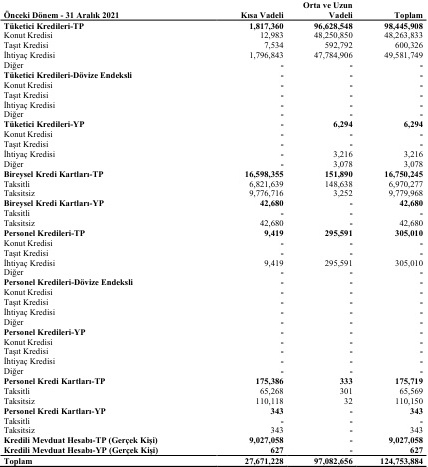 Orta ve Uzun
Önceki Dönem - 31 Aralık 2021 Kısa Vadeli Vadeli Toplam
Tüketici Kredileri-TP 1,817,360 96,628,548 98,445,908
Konut Kredisi 12,983 48,250,850 48,263,833
Taşıt Kredisi 7,534 592,792 600,326
İhtiyaç Kredisi 1,796,843 47,784,906 49,581,749
Diğer - - -
Tüketici Kredileri-Dövize Endeksli - - -
Konut Kredisi - - -
Taşıt Kredisi - - -
İhtiyaç Kredisi - - -
Diğer - - -
Tüketici Kredileri-YP - 6,294 6,294
Konut Kredisi - - -
Taşıt Kredisi - - -
İhtiyaç Kredisi - 3,216 3,216
Diğer - 3,078 3,078
Bireysel Kredi Kartları-TP 16,598,355 151,890 16,750,245
Taksitli 6,821,639 148,638 6,970,277
Taksitsiz 9,776,716 3,252 9,779,968
Bireysel Kredi Kartları-YP 42,680 - 42,680
Taksitli - - -
Taksitsiz 42,680 - 42,680
Personel Kredileri-TP 9,419 295,591 305,010
Konut Kredisi - - -
Taşıt Kredisi - - -
İhtiyaç Kredisi 9,419 295,591 305,010
Diğer - - -
Personel Kredileri-Dövize Endeksli - - -
Konut Kredisi - - -
Taşıt Kredisi - - -
İhtiyaç Kredisi - - -
Diğer - - -
Personel Kredileri-YP - - -
Konut Kredisi - - -
Taşıt Kredisi - - -
İhtiyaç Kredisi - - -
Diğer - - -
Personel Kredi Kartları-TP 175,386 333 175,719
Taksitli 65,268 301 65,569
Taksitsiz 110,118 32 110,150
Personel Kredi Kartları-YP 343 - 343
Taksitli - - -
Taksitsiz 343 - 343
Kredili Mevduat Hesabı-TP (Gerçek Kişi) 9,027,058 - 9,027,058
Kredili Mevduat Hesabı-YP (Gerçek Kişi) 627 - 627
Toplam 27,671,228 97,082,656 124,753,884